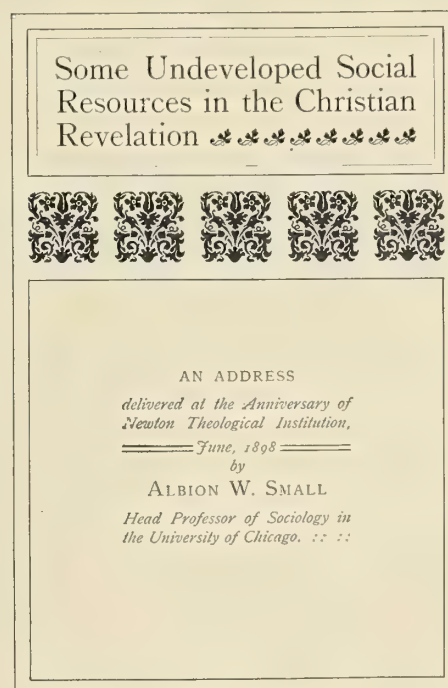 Some Undeveloped Social
Resources in the Christian
Revelation
AN ADDRESS
delivered at the Anniversary of
Newton Theological Institution,
June, 1898
by
ALBION W. SMALL
Head Professor of Sociology in
the University of Chicago. :: ::